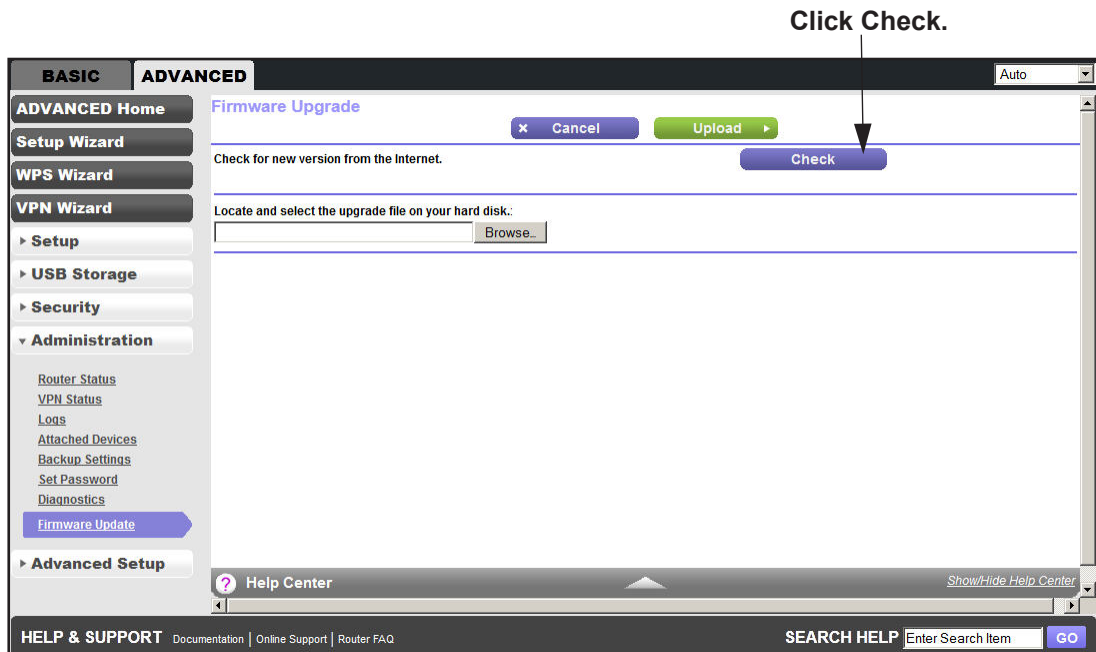 Click Check.
BASIC
ADVANCED
Auto
ADVANCED Home
Setup Wizard
WPS Wizard
VPN Wizard
Setup
USB Storage
Security
Administration
Router Status
VPN Status
Logs
Attached Devices
Backup Settings
Set Password
Diagnostics
Firmware Update
Advanced Setup
Firmware Upgrade
x Cancel
Upload
Check for new version from the Internet.
Check
Locate and select the upgrade file on your hard disk.:
Browse...
? Help Center
Show/Hide Help Center
HELP & SUPPORT Documentation | Online Support | Router FAQ
SEARCH HELP Enter Search Item GO